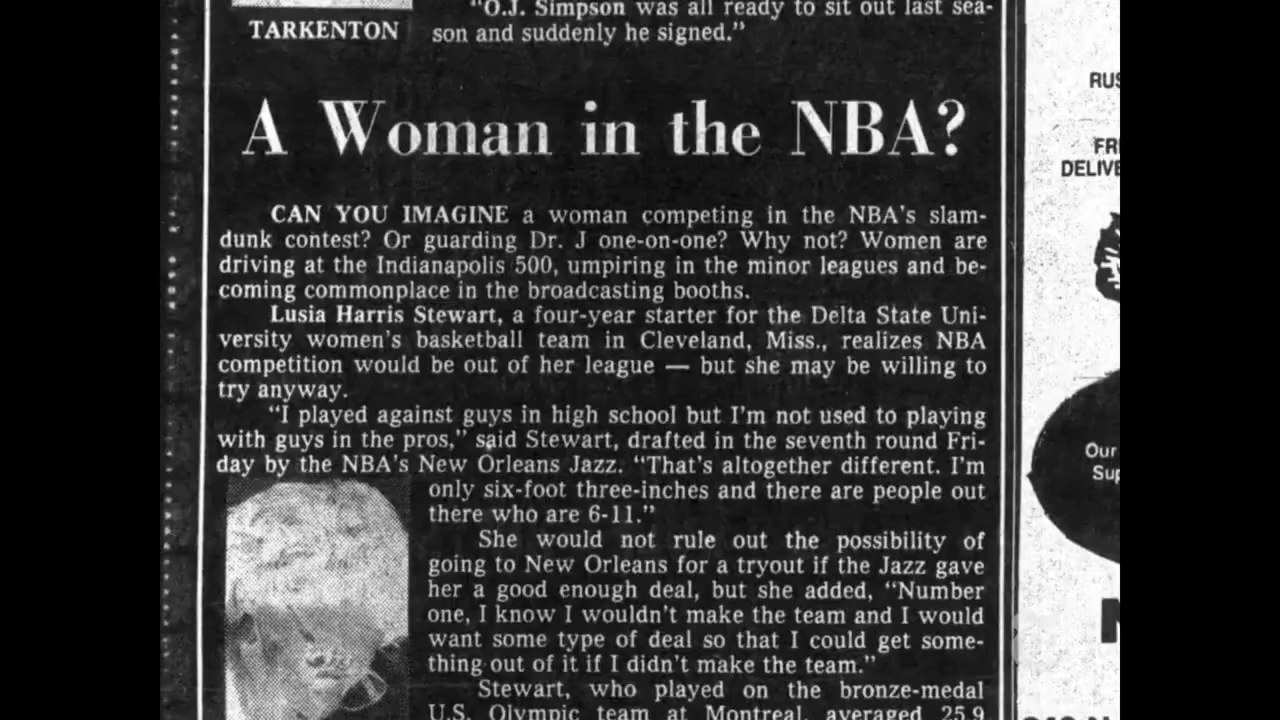 "O.J. Simpson was all ready to sit out last sea-
son and suddenly he signed."
TARKENTON
A Woman in the NBA?
CAN YOU IMAGINE a woman competing in the NBA's slam-
dunk contest? Or guarding Dr. J one-on-one? Why not? Women are
driving at the Indianapolis 500, umpiring in the minor leagues and be-
coming commonplace in the broadcasting booths.
Lusia Harris Stewart, a four-year starter for the Delta State Uni-
versity women's basketball team in Cleveland, Miss., realizes NBA
competition would be out of her league — but she may be willing to
try anyway.
"I played against guys in high school but I'm not used to playing
with guys in the pros," said Stewart, drafted in the seventh round Fri-
day by the NBA's New Orleans Jazz. "That's altogether different. I'm
only six-foot three-inches and there are people out
there who are 6-11."
She would not rule out the possibility of
going to New Orleans for a tryout if the Jazz gave
her a good enough deal, but she added, "Number
one, I know I wouldn't make the team and I would
want some type of deal so that I could get some-
thing out of it if I didn't make the team."
Stewart, who played on the bronze-medal
U.S. Olympic team at Montreal, averaged 25.9
RUS
FR
DELIVE
Our
Sup